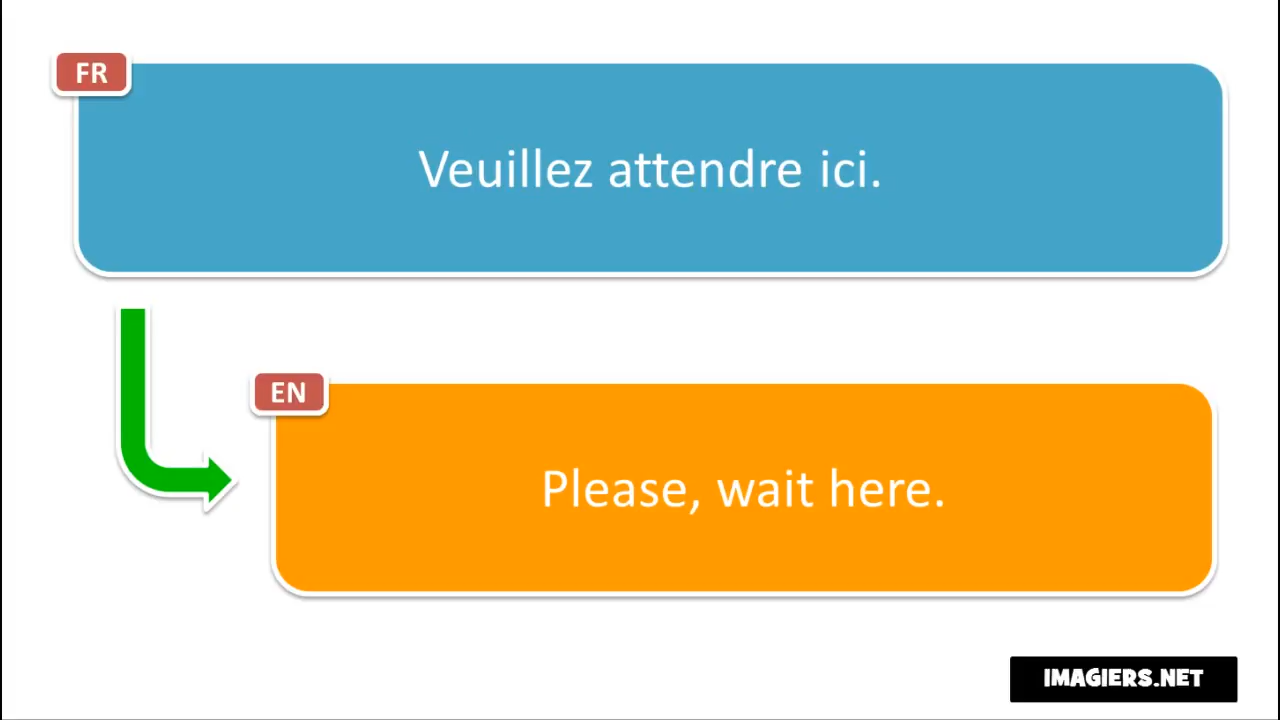 FR
Veuillez attendre ici.
EN
Please, wait here.
IMAGIERS.NET